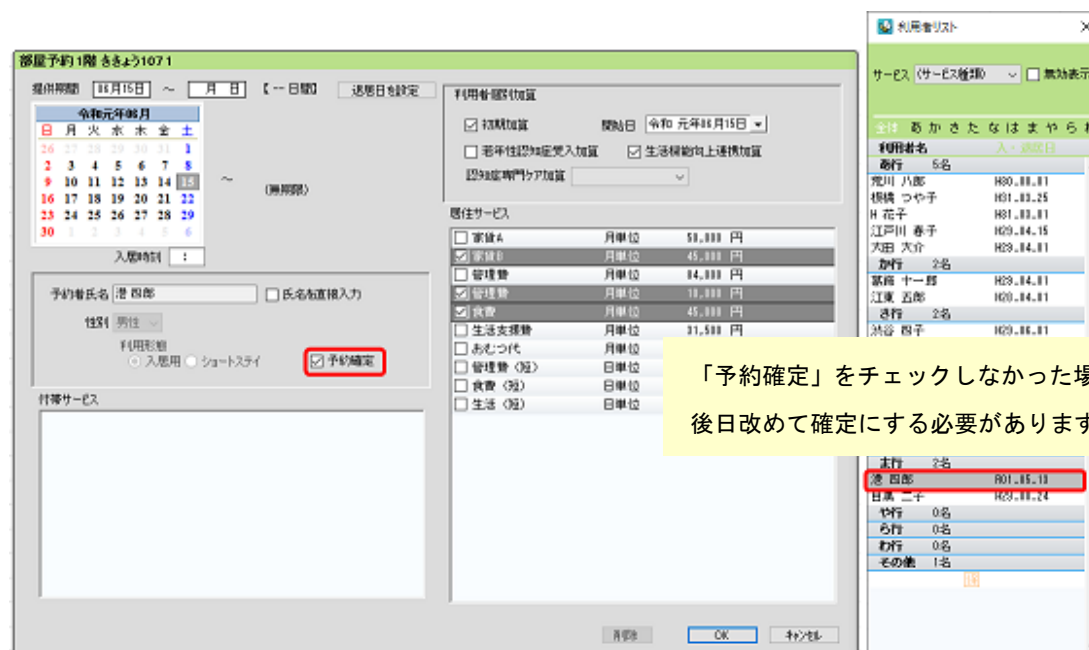 部屋予約 1階 ききょう107 1
提供期間 06月15日 ～ 月 日 【 -- 日間】 退居日を設定
令和元年06月
日 月 火 水 木 金 土
26 27 28 29 30 31 1
2 3 4 5 6 7 8
9 10 11 12 13 14 15
16 17 18 19 20 21 22
23 24 25 26 27 28 29
30 1 2 3 4 5 6
～ (無期限)
入居時刻 :
予約者氏名 港 四郎 氏名を直接入力
性別 男性
利用形態
入居用 ショートステイ 予約確定
付帯サービス
利用者個別加算
初期加算 開始日 令和 元年06月15日
若年性認知症受入加算 生活機能向上連携加算
認知症専門ケア加算
居住サービス
家賃A 月単位 50,000 円
家賃B 月単位 45,000 円
管理費 月単位 84,000 円
管理費 月単位 10,000 円
食費 月単位 45,000 円
生活支援費 月単位 31,500 円
おむつ代 月単位
管理費（短） 日単位
食費（短） 日単位
生活（短） 日単位
削除 OK キャンセル
利用者リスト
サービス (サービス種類) 無効表示
全体 あ か さ た な は ま や ら
利用者名 入・退居日
あ行 5名
荒川 八郎 H30.08.01
板橋 つや子 H31.03.25
H 花子 H31.03.01
江戸川 春子 H29.04.15
大田 大介 H29.04.01
か行 2名
葛飾 十一郎 H29.04.01
江東 五郎 H28.04.01
さ行 2名
渋谷 四子 H29.06.01
「予約確定」をチェックしなかった場
後日改めて確定にする必要があります
ま行 2名
港 四郎 R01.05.10
目黒 二子 H29.08.24
や行 0名
ら行 0名
わ行 0名
その他 1名